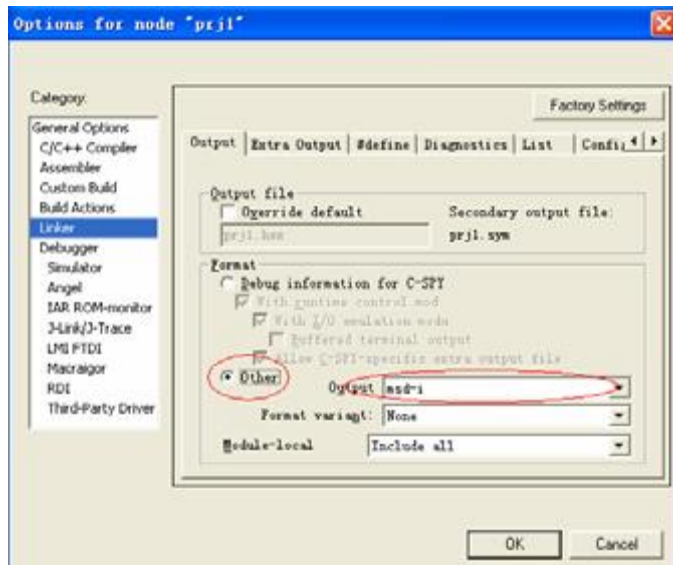 Options for node "prj1"
Category:
General Options
C/C++ Compiler
Assembler
Custom Build
Build Actions
Linker
Debugger
Simulator
Angel
IAR ROM-monitor
J-Link/J-Trace
LMI FTDI
Macraigor
RDI
Third-Party Driver
Factory Settings
Output Extra Output #define Diagnostics List
Output file
Override default
Secondary output file:
prj1.sym
Format
Debug information for C-SPY
With runtime control mod
With I/O emulation modu
Buffered terminal output
Allow C-SPY-specific extra output file
Other
Output
Format variant: None
Module-local Include all
OK Cancel